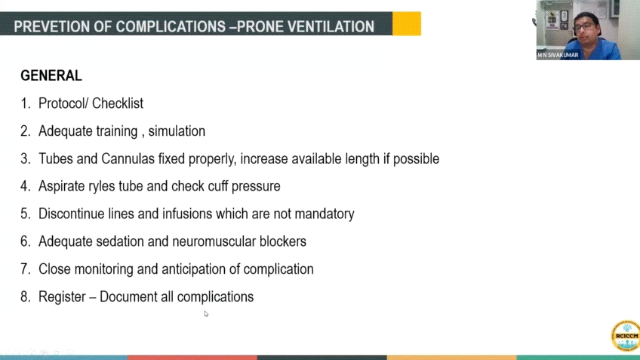 PREVETION OF COMPLICATIONS –PRONE VENTILATION
M N SIVAKUMAR
GENERAL
1. Protocol/ Checklist
2. Adequate training , simulation
3. Tubes and Cannulas fixed properly, increase available length if possible
4. Aspirate ryles tube and check cuff pressure
5. Discontinue lines and infusions which are not mandatory
6. Adequate sedation and neuromuscular blockers
7. Close monitoring and anticipation of complication
8. Register – Document all complications